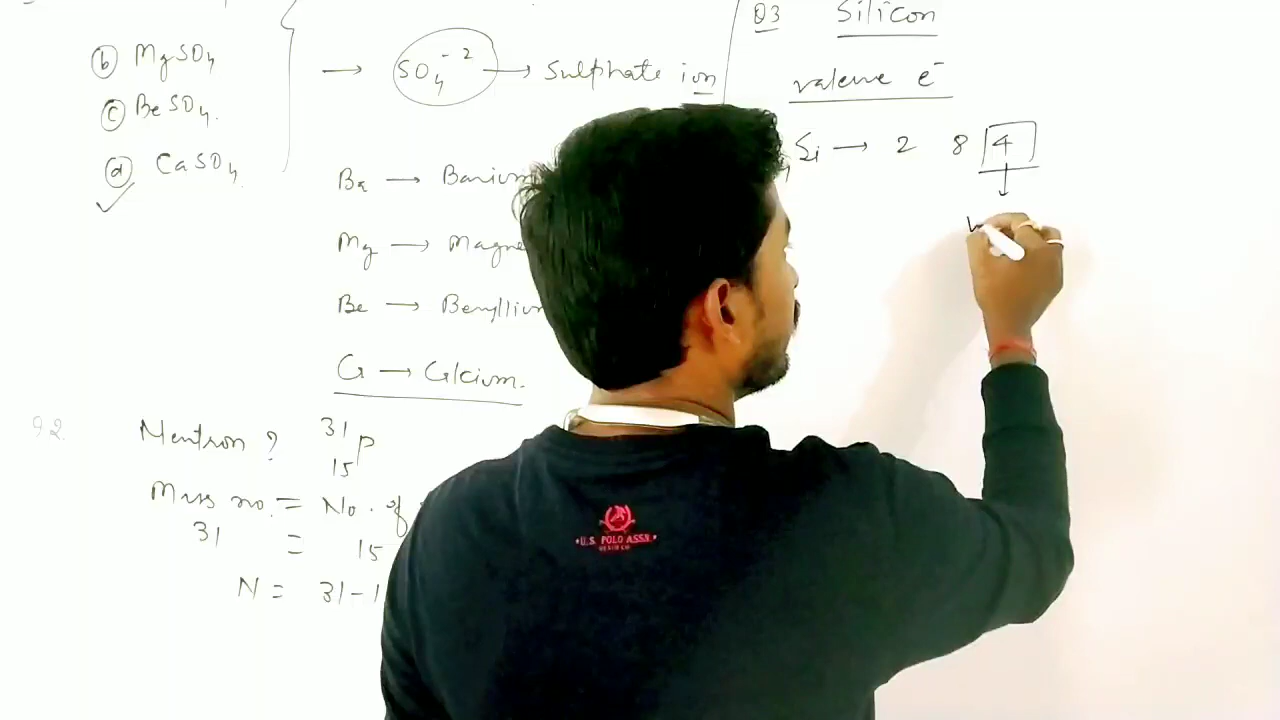 b MgSO4
c BeSO4.
d CaSO4
→ SO4 -2 → Sulphate ion
Ba → Barium
Mg → Magne
Be → Beryllium
Ca → Calcium.
92.
Neutron ? 31 15 P
Mass no. = No. of
31 = 15
N = 31-1
Q3 Silicon
valence e-
Si → 2 8 4
U.S. POLO ASSN.